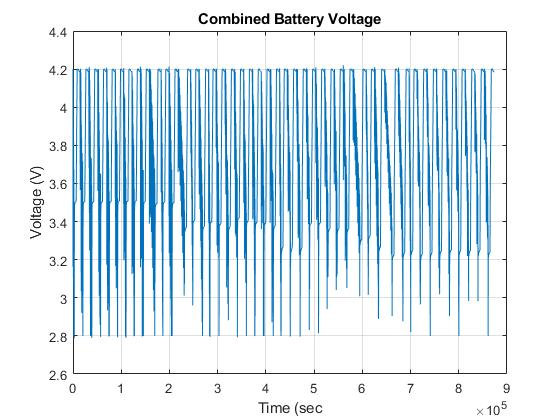 Combined Battery Voltage
4.4
4.2
4
3.8
3.6
3.4
3.2
3
2.8
2.6
Voltage (V)
0 1 2 3 4 5 6 7 8 9
Time (sec
×10^5